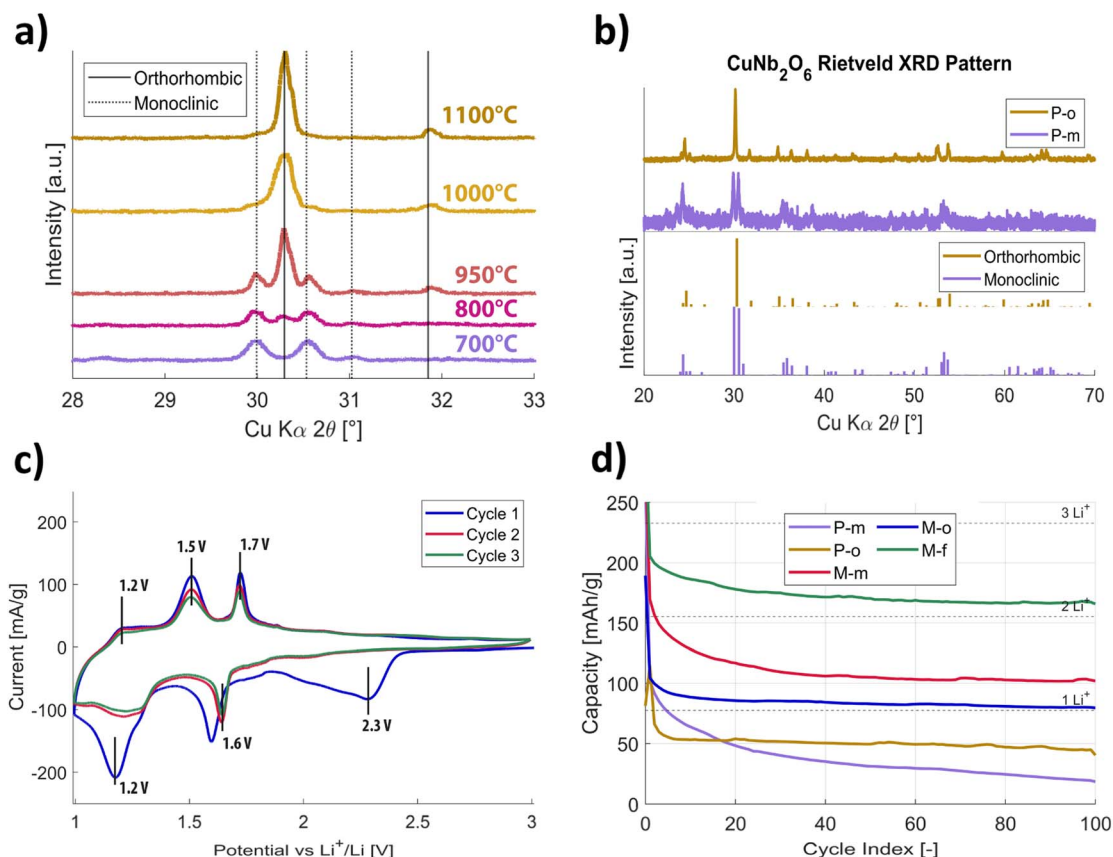 a)
Orthorhombic
Monoclinic
1100°C
1000°C
950°C
800°C
700°C
Intensity [a.u.]
28 29 30 31 32 33
Cu Kα 2θ [°]
b)
CuNb₂O₆ Rietveld XRD Pattern
P-o
P-m
Orthorhombic
Monoclinic
Intensity [a.u.]
20 30 40 50 60 70
Cu Kα 2θ [°]
c)
Cycle 1
Cycle 2
Cycle 3
1.2 V
1.5 V
1.7 V
1.2 V
1.6 V
2.3 V
200
100
0
-100
-200
Current [mA/g]
1 1.5 2 2.5 3
Potential vs Li⁺/Li [V]
d)
P-m M-o
P-o M-f
M-m
3 Li⁺
2 Li⁺
1 Li⁺
250
200
150
100
50
0
Capacity [mAh/g]
0 20 40 60 80 100
Cycle Index [-]